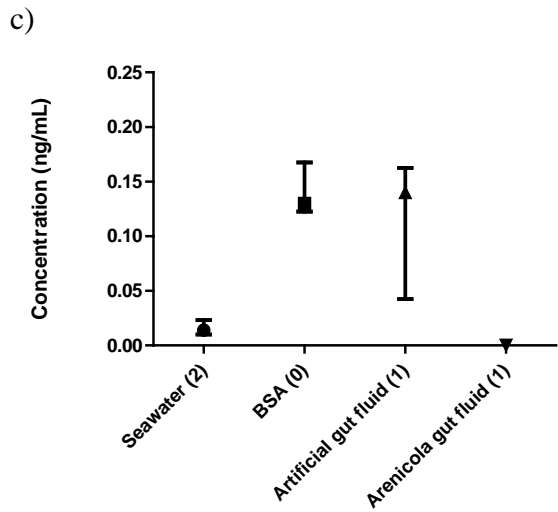 c)
Concentration (ng/mL)
0.25
0.20
0.15
0.10
0.05
0.00
Seawater (2)
BSA (0)
Artificial gut fluid (1)
Arenicola gut fluid (1)